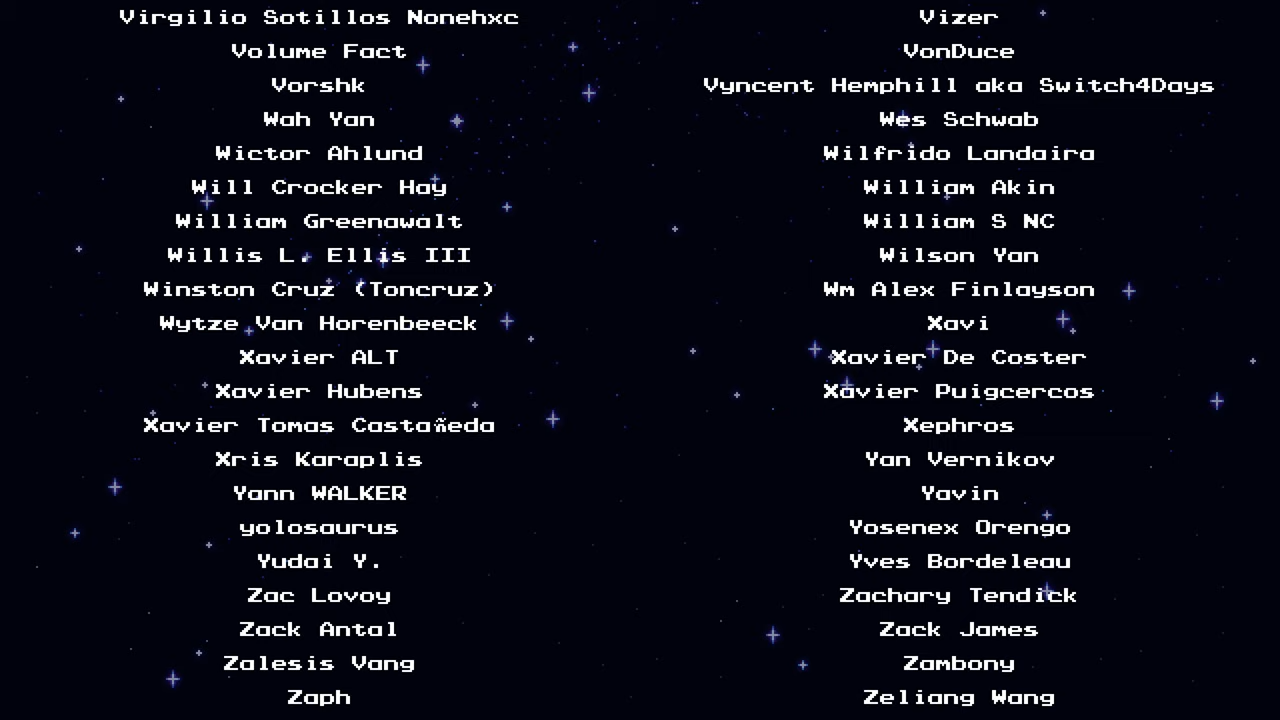 Virgilio Sotillos Nonehxc
Vizer
Volume Fact
VonDuce
Vorshk
Vyncent Hemphill aka Switch4Days
Wah Yan
Wes Schwab
Wictor Ahlund
Wilfrido Landaira
Will Crocker Hay
William Akin
William Greenawalt
William S NC
Willis L. Ellis III
Wilson Yan
Winston Cruz (Toncruz)
Wm Alex Finlayson
Wytze Van Horenbeeck
Xavi
Xavier ALT
Xavier De Coster
Xavier Hubens
Xavier Puigcercos
Xavier Tomas Castañeda
Xephros
Xris Karaplis
Yan Vernikov
Yann WALKER
Yavin
yolosaurus
Yosenex Orengo
Yudai Y.
Yves Bordeleau
Zac Lovoy
Zachary Tendick
Zack Antal
Zack James
Zalesis Vang
Zambony
Zaph
Zeliang Wang